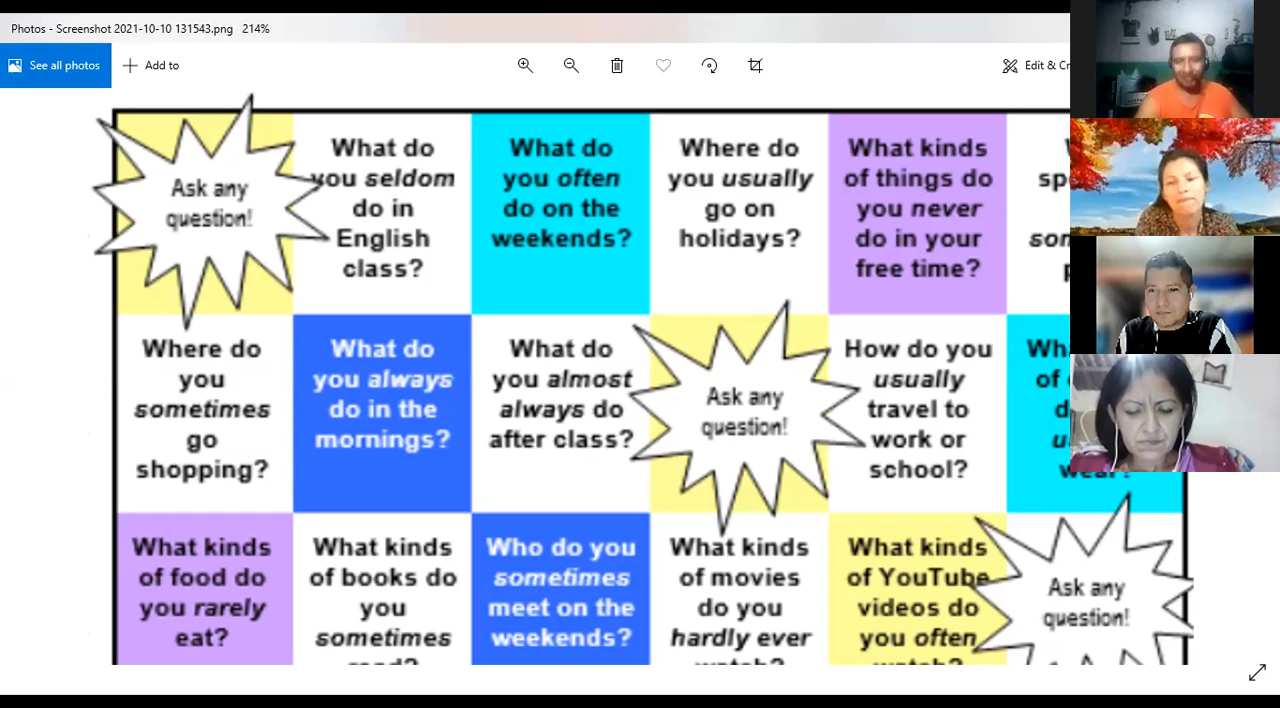 Photos - Screenshot 2021-10-10 131543.png 214%
See all photos
Add to
Edit &
Ask any
question!
What do
you seldom
do in
English
class?
What do
you often
do on the
weekends?
Where do
you usually
go on
holidays?
What kinds
of things do
you never
do in your
free time?
Where do
you
sometimes
go
shopping?
What do
you always
do in the
mornings?
What do
you almost
always do
after class?
Ask any
question!
How do you
usually
travel to
work or
school?
of
wear?
What kinds
of food do
you rarely
eat?
What kinds
of books do
you
sometimes
read?
Who do you
sometimes
meet on the
weekends?
What kinds
of movies
do you
hardly ever
watch?
What kinds
of YouTube
videos do
you often
watch?
Ask any
question!